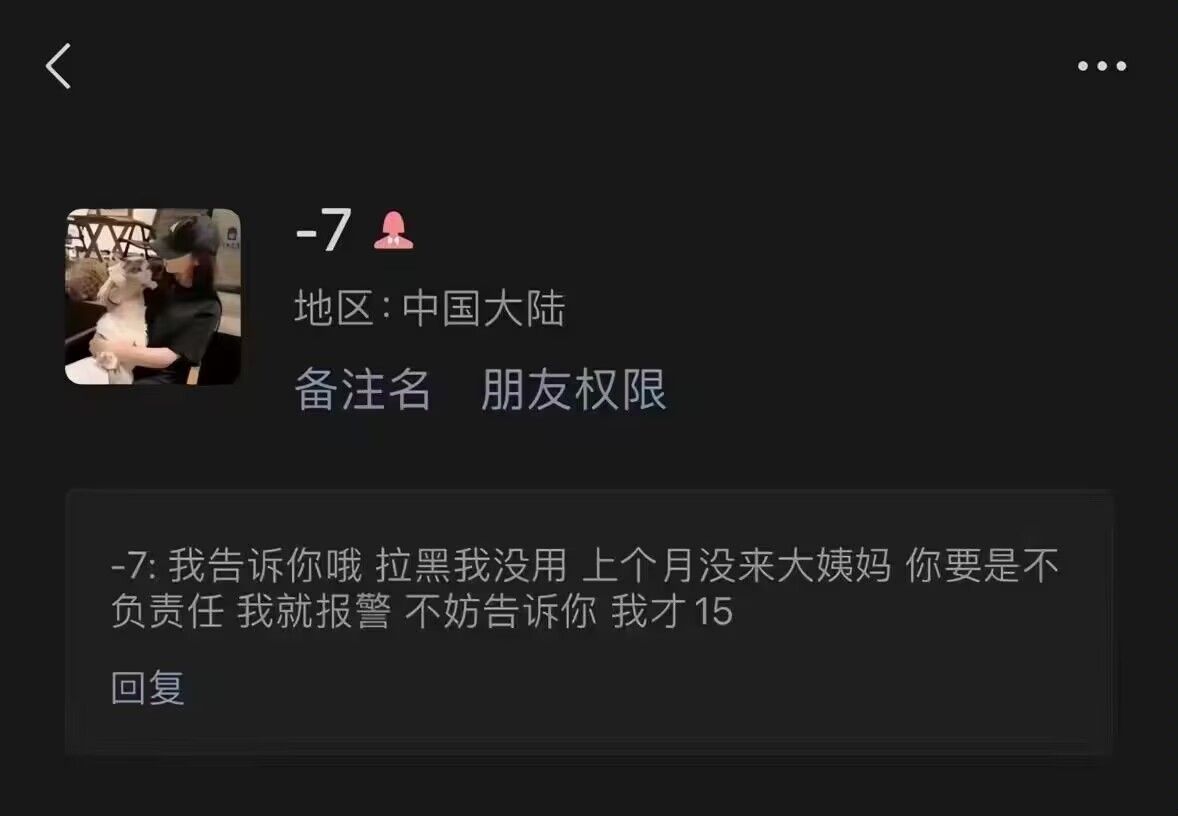 -7
地区：中国大陆
备注名 朋友权限
-7: 我告诉你哦 拉黑我没用 上个月没来大姨妈 你要是不
负责任 我就报警 不妨告诉你 我才15
回复